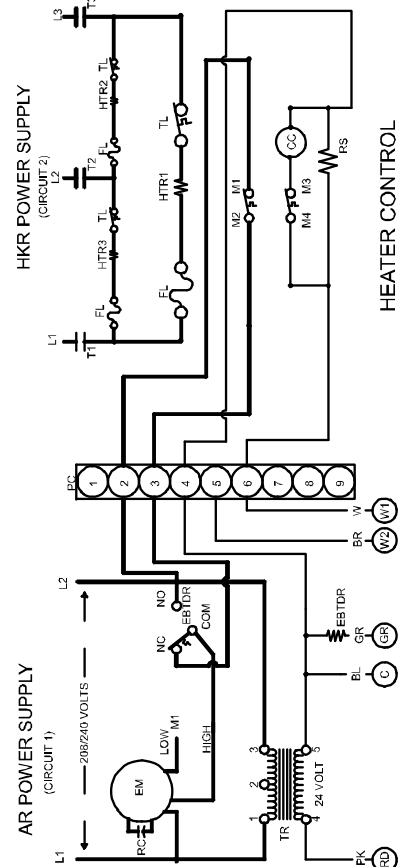 HKR POWER SUPPLY
(CIRCUIT 2)
L1
L2
L3
T1
T2
T3
FL
HTR3
TL
FL
HTR2
TL
FL
HTR1
TL
M2
M1
CC
M4
M3
RS
HEATER CONTROL
PC
1
2
3
4
5
6
7
8
9
AR POWER SUPPLY
(CIRCUIT 1)
L1
208/240 VOLTS
L2
RC
EM
LOW
M1
HIGH
NC
NO
EBTDR
COM
1
2
3
TR
24 VOLT
4
5
PK
RD
BL
C
GR
GR
EBTDR
BR
W2
W
W1